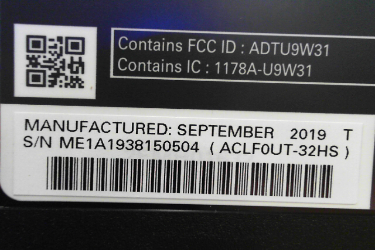 Contains FCC ID : ADTU9W31
Contains IC : 1178A-U9W31
MANUFACTURED: SEPTEMBER 2019 T
S/N ME1A1938150504 ( ACLF0UT-32HS )